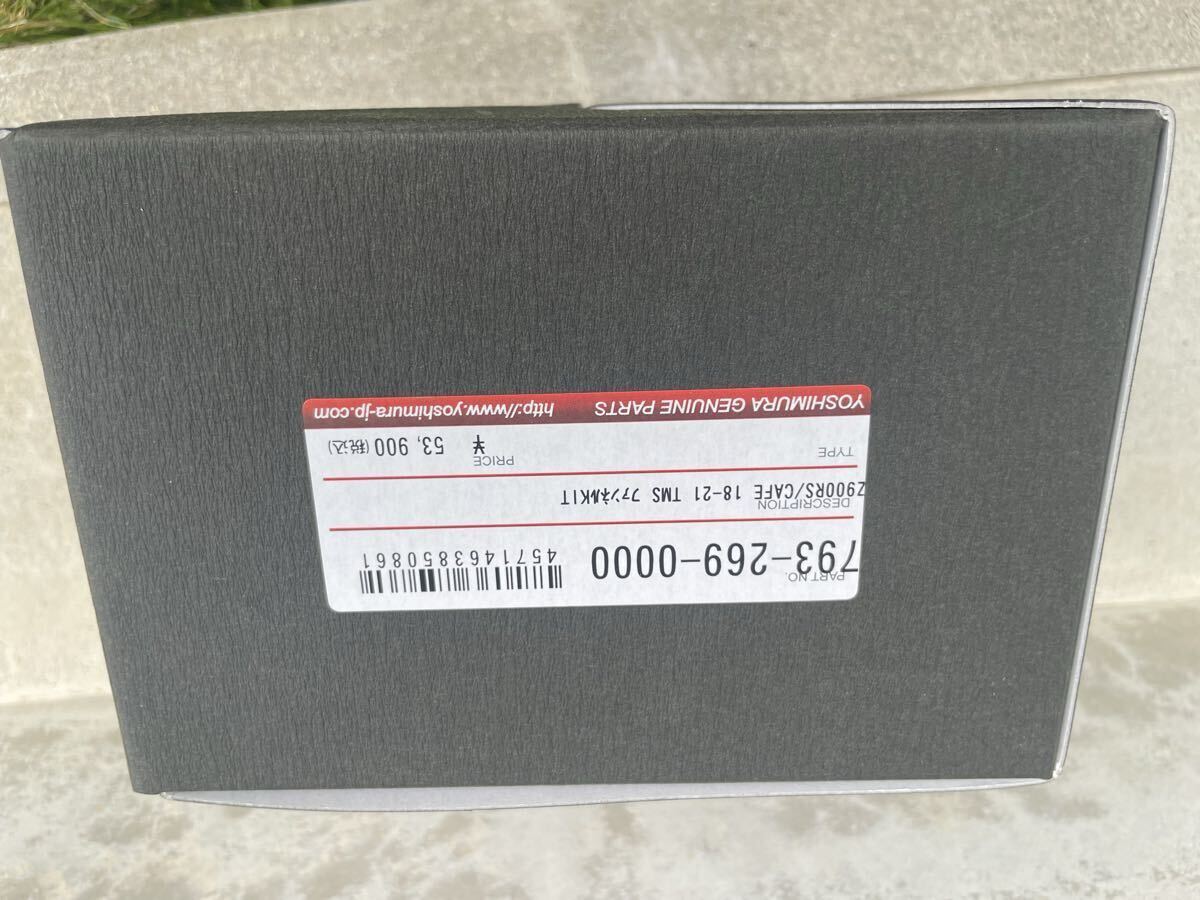 PART NO.
793-269-0000
4571463850861
DESCRIPTION
Z900RS/CAFE 18-21 TMS ファンネルKIT
TYPE
PRICE
¥ 53,900(税込)
YOSHIMURA GENUINE PARTS http://www.yoshimura-jp.com